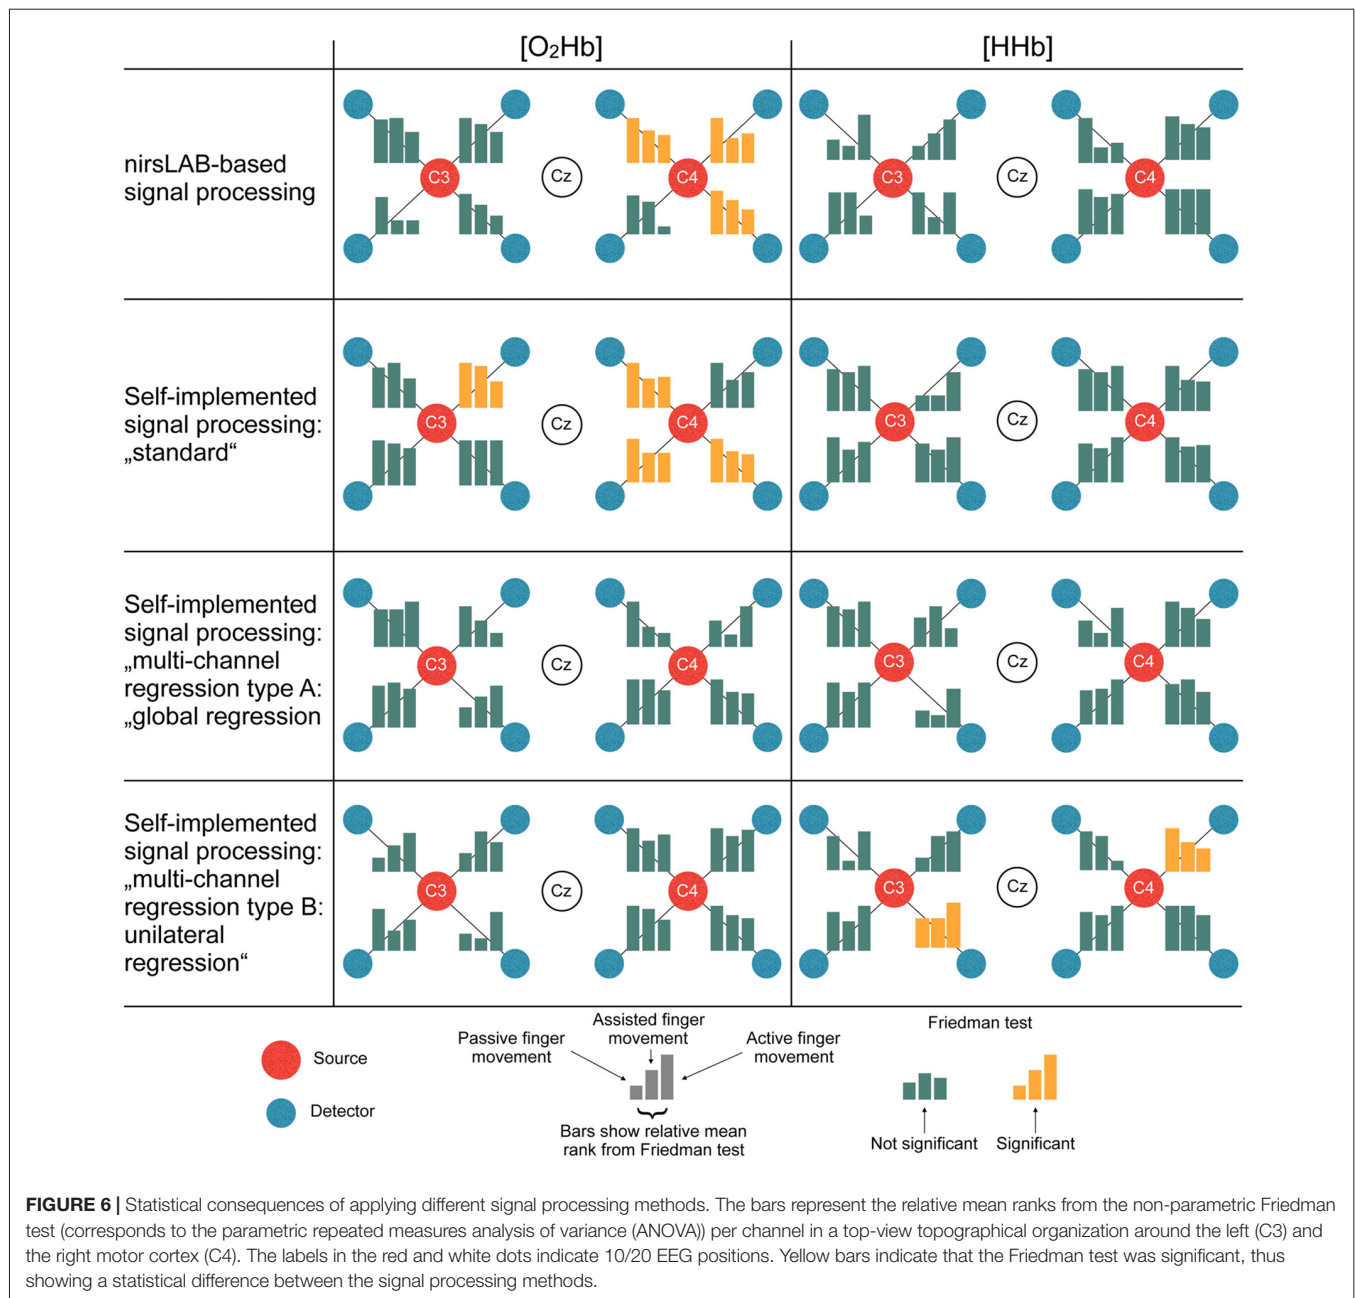 [O₂Hb] [HHb]
nirsLAB-based
signal processing
C3 Cz C4 C3 Cz C4
Self-implemented
signal processing:
„standard“
C3 Cz C4 C3 Cz C4
Self-implemented
signal processing:
„multi-channel
regression type A:
„global regression
C3 Cz C4 C3 Cz C4
Self-implemented
signal processing:
„multi-channel
regression type B:
unilateral
regression“
C3 Cz C4 C3 Cz C4
Source
Detector
Passive finger
movement
Assisted finger
movement
Active finger
movement
Bars show relative mean
rank from Friedman test
Friedman test
Not significant
Significant
FIGURE 6 | Statistical consequences of applying different signal processing methods. The bars represent the relative mean ranks from the non-parametric Friedman
test (corresponds to the parametric repeated measures analysis of variance (ANOVA)) per channel in a top-view topographical organization around the left (C3) and
the right motor cortex (C4). The labels in the red and white dots indicate 10/20 EEG positions. Yellow bars indicate that the Friedman test was significant, thus
showing a statistical difference between the signal processing methods.